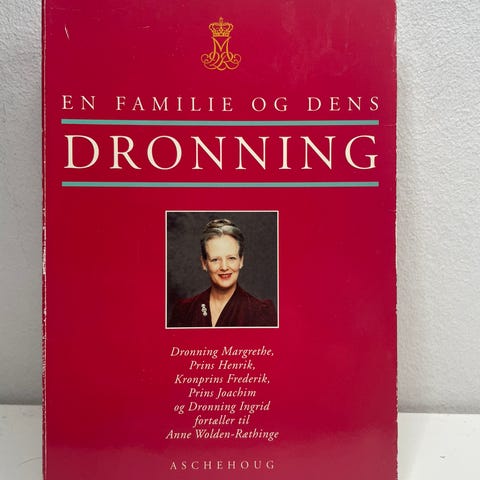 EN FAMILIE OG DENS
DRONNING
Dronning Margrethe,
Prins Henrik,
Kronprins Frederik,
Prins Joachim
og Dronning Ingrid
fortæller til
Anne Wolden-Ræthinge
ASCHEHOUG